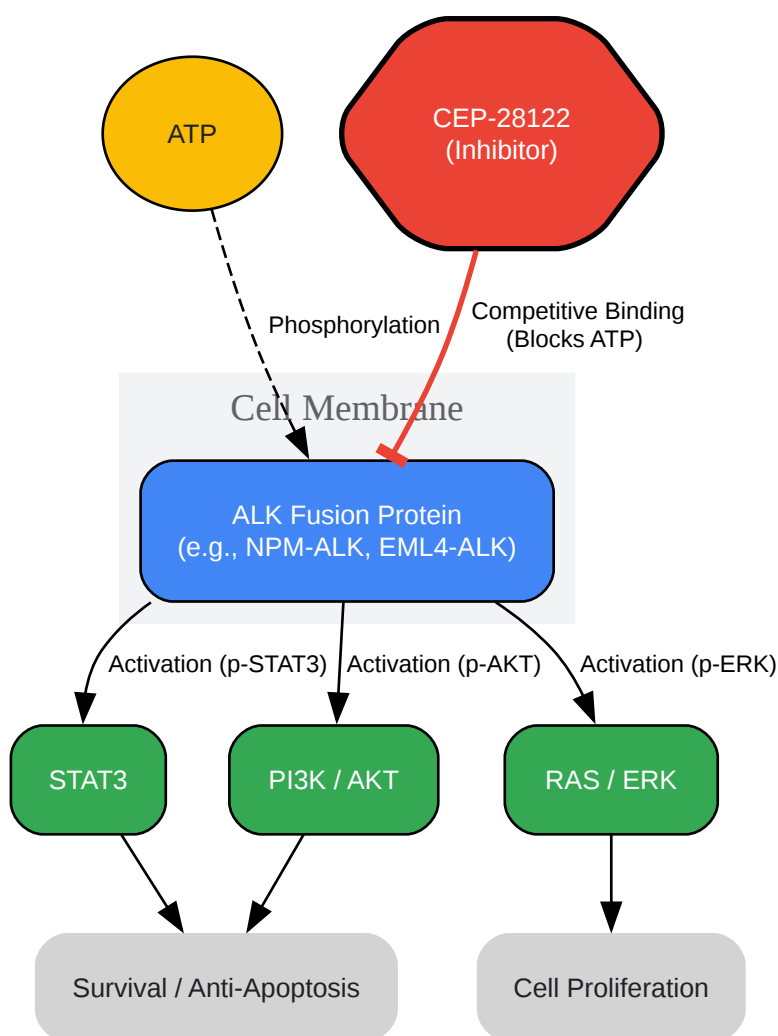 ATP
CEP-28122
(Inhibitor)
Phosphorylation
Competitive Binding
(Blocks ATP)
Cell Membrane
ALK Fusion Protein
(e.g., NPM-ALK, EML4-ALK)
Activation (p-STAT3)
Activation (p-AKT)
Activation (p-ERK)
STAT3
PI3K / AKT
RAS / ERK
Survival / Anti-Apoptosis
Cell Proliferation